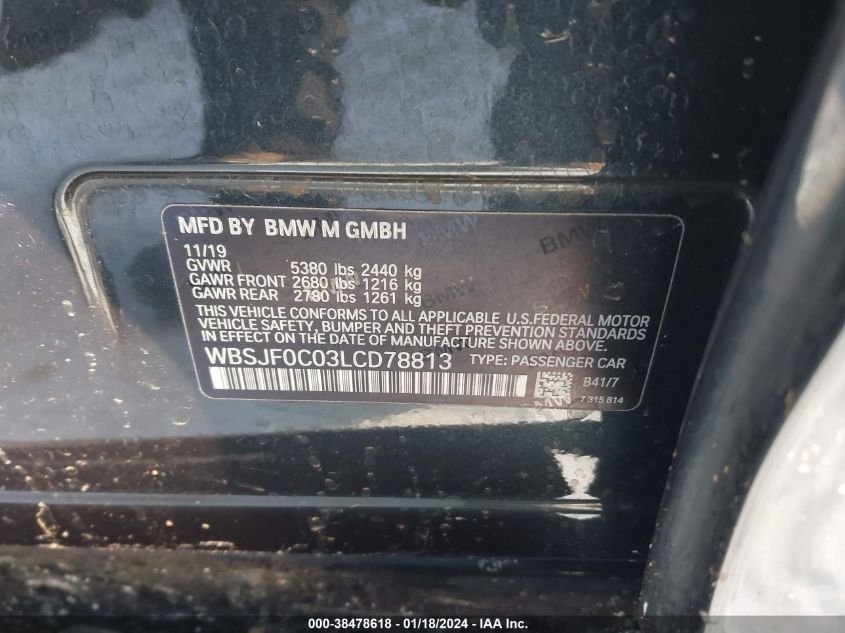 MFD BY BMW M GMBH
11/19
GVWR 5380 lbs 2440 kg
GAWR FRONT 2680 lbs 1216 kg
GAWR REAR 2780 lbs 1261 kg
THIS VEHICLE CONFORMS TO ALL APPLICABLE U.S.FEDERAL MOTOR
VEHICLE SAFETY, BUMPER AND THEFT PREVENTION STANDARDS
IN EFFECT ON THE DATE OF MANUFACTURE SHOWN ABOVE.
WBSJF0C03LCD78813 TYPE: PASSENGER CAR
B41/7
7 315 814
BMW
BMW
BMW
000-38478618 - 01/18/2024 - IAA Inc.